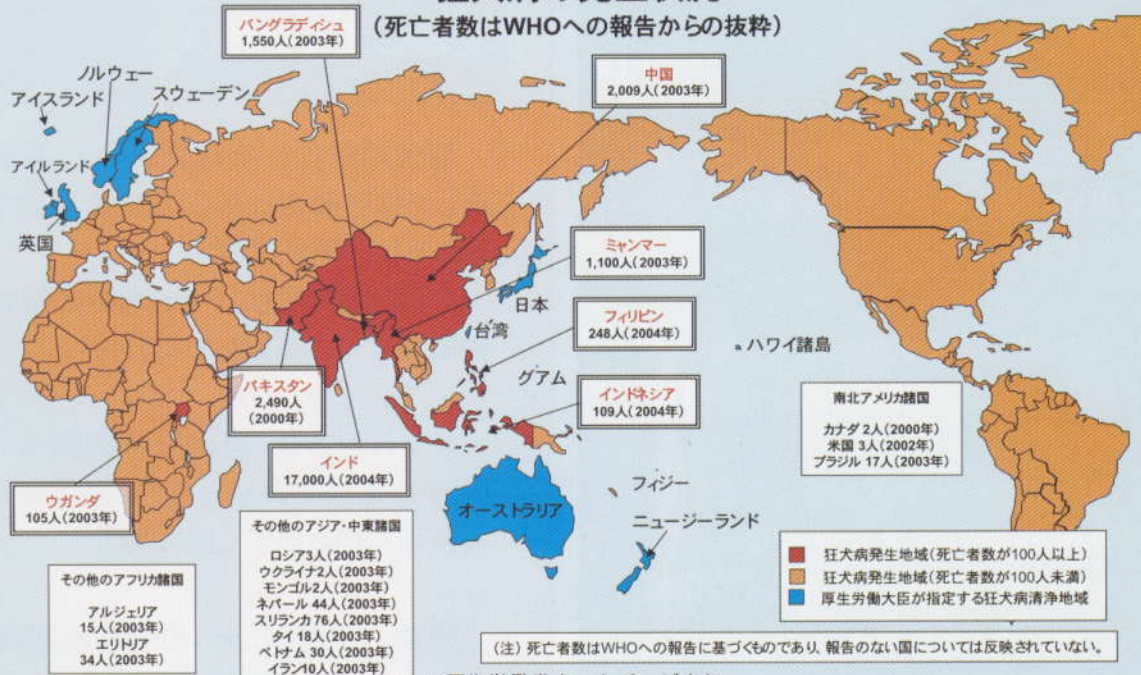 （死亡者数はWHOへの報告からの抜粋）
バングラディシュ
1,550人（2003年）
中国
2,009人（2003年）
ノルウェー
アイスランド
スウェーデン
アイルランド
英国
ミャンマー
1,100人（2003年）
日本
台湾
フィリピン
248人（2004年）
ハワイ諸島
グアム
パキスタン
2,490人
（2000年）
インドネシア
109人（2004年）
南北アメリカ諸国
カナダ 2人（2000年）
米国 3人（2002年）
ブラジル 17人（2003年）
インド
17,000人（2004年）
ウガンダ
105人（2003年）
フィジー
オーストラリア
ニュージーランド
その他のアジア・中東諸国
ロシア3人（2003年）
ウクライナ2人（2003年）
モンゴル2人（2003年）
ネパール 44人（2003年）
スリランカ 76人（2003年）
タイ 18人（2003年）
ベトナム 30人（2003年）
イラン10人（2003年）
その他のアフリカ諸国
アルジェリア
15人（2003年）
エリトリア
34人（2003年）
狂犬病発生地域（死亡者数が100人以上）
狂犬病発生地域（死亡者数が100人未満）
厚生労働大臣が指定する狂犬病清浄地域
（注）死亡者数はWHOへの報告に基づくものであり、報告のない国については反映されていない。